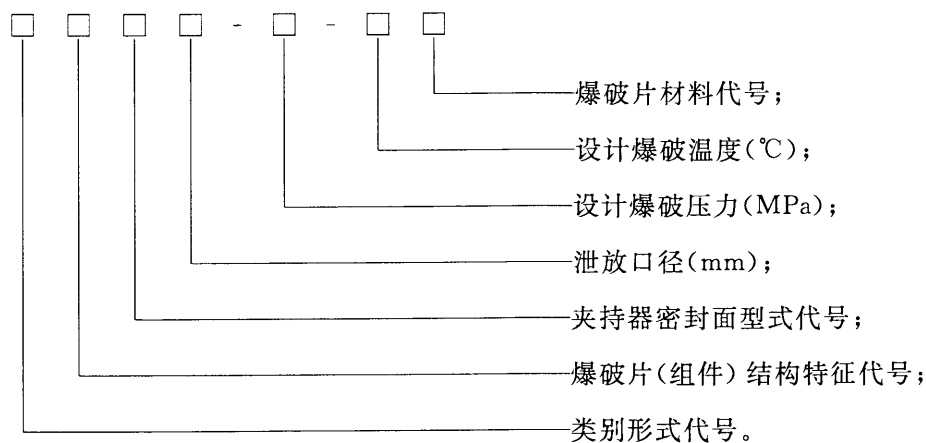 □ □ □ □ - □ - □ □
爆破片材料代号；
设计爆破温度(℃)；
设计爆破压力(MPa)；
泄放口径(mm)；
夹持器密封面型式代号；
爆破片(组件) 结构特征代号；
类别形式代号。